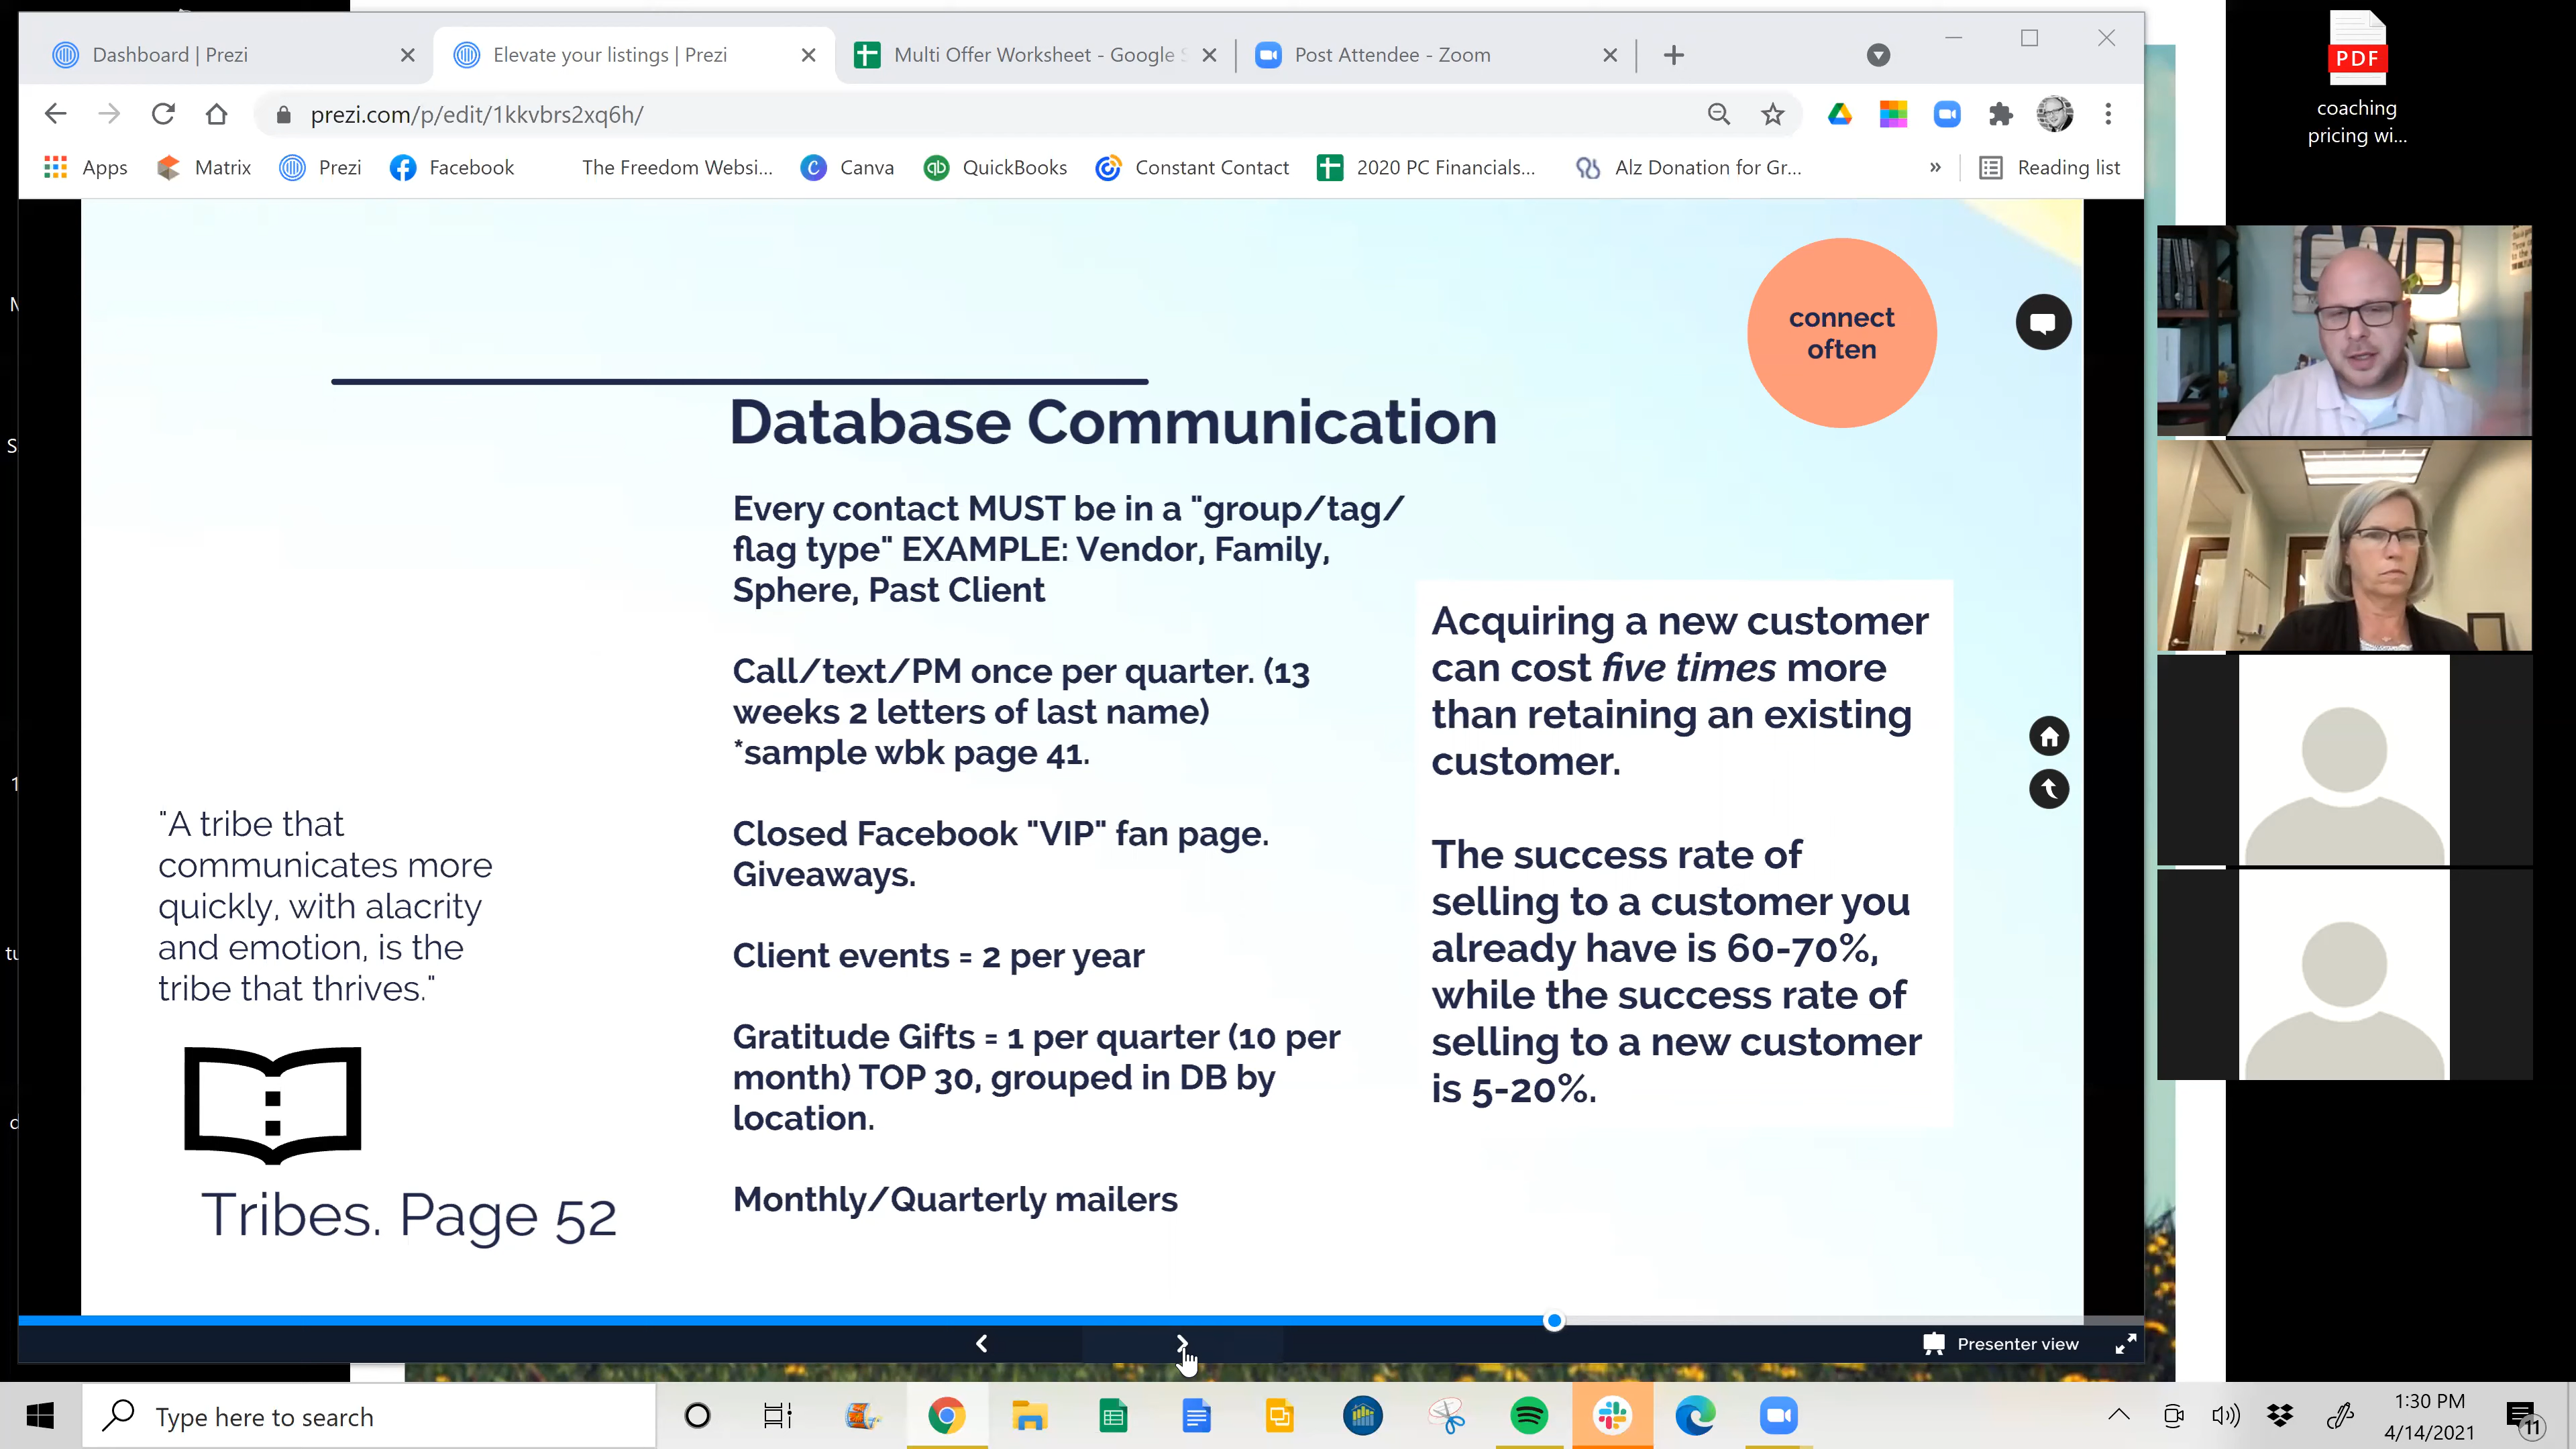 Dashboard | Prezi
Elevate your listings | Prezi
Multi Offer Worksheet - Google S
Post Attendee - Zoom
prezi.com/p/edit/1kkvbrs2xq6h/
Apps
Matrix
Prezi
Facebook
The Freedom Websi...
Canva
QuickBooks
Constant Contact
2020 PC Financials...
Alz Donation for Gr...
»
Reading list
PDF
coaching
pricing wi...
connect
often
Database Communication
Every contact MUST be in a "group/tag/
flag type" EXAMPLE: Vendor, Family,
Sphere, Past Client
Call/text/PM once per quarter. (13
weeks 2 letters of last name)
*sample wbk page 41.
Closed Facebook "VIP" fan page.
Giveaways.
Client events = 2 per year
Gratitude Gifts = 1 per quarter (10 per
month) TOP 30, grouped in DB by
location.
Monthly/Quarterly mailers
Acquiring a new customer
can cost five times more
than retaining an existing
customer.
The success rate of
selling to a customer you
already have is 60-70%,
while the success rate of
selling to a new customer
is 5-20%.
"A tribe that
communicates more
quickly, with alacrity
and emotion, is the
tribe that thrives."
Tribes. Page 52
CWD
Presenter view
Type here to search
1:30 PM
4/14/2021
11